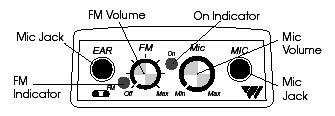 FM Volume
On Indicator
Mic Jack
Mic
Volume
EAR
FM
On
Mic
MIC
FM
Indicator
FM
Off
Max
Min
Max
Mic
Jack